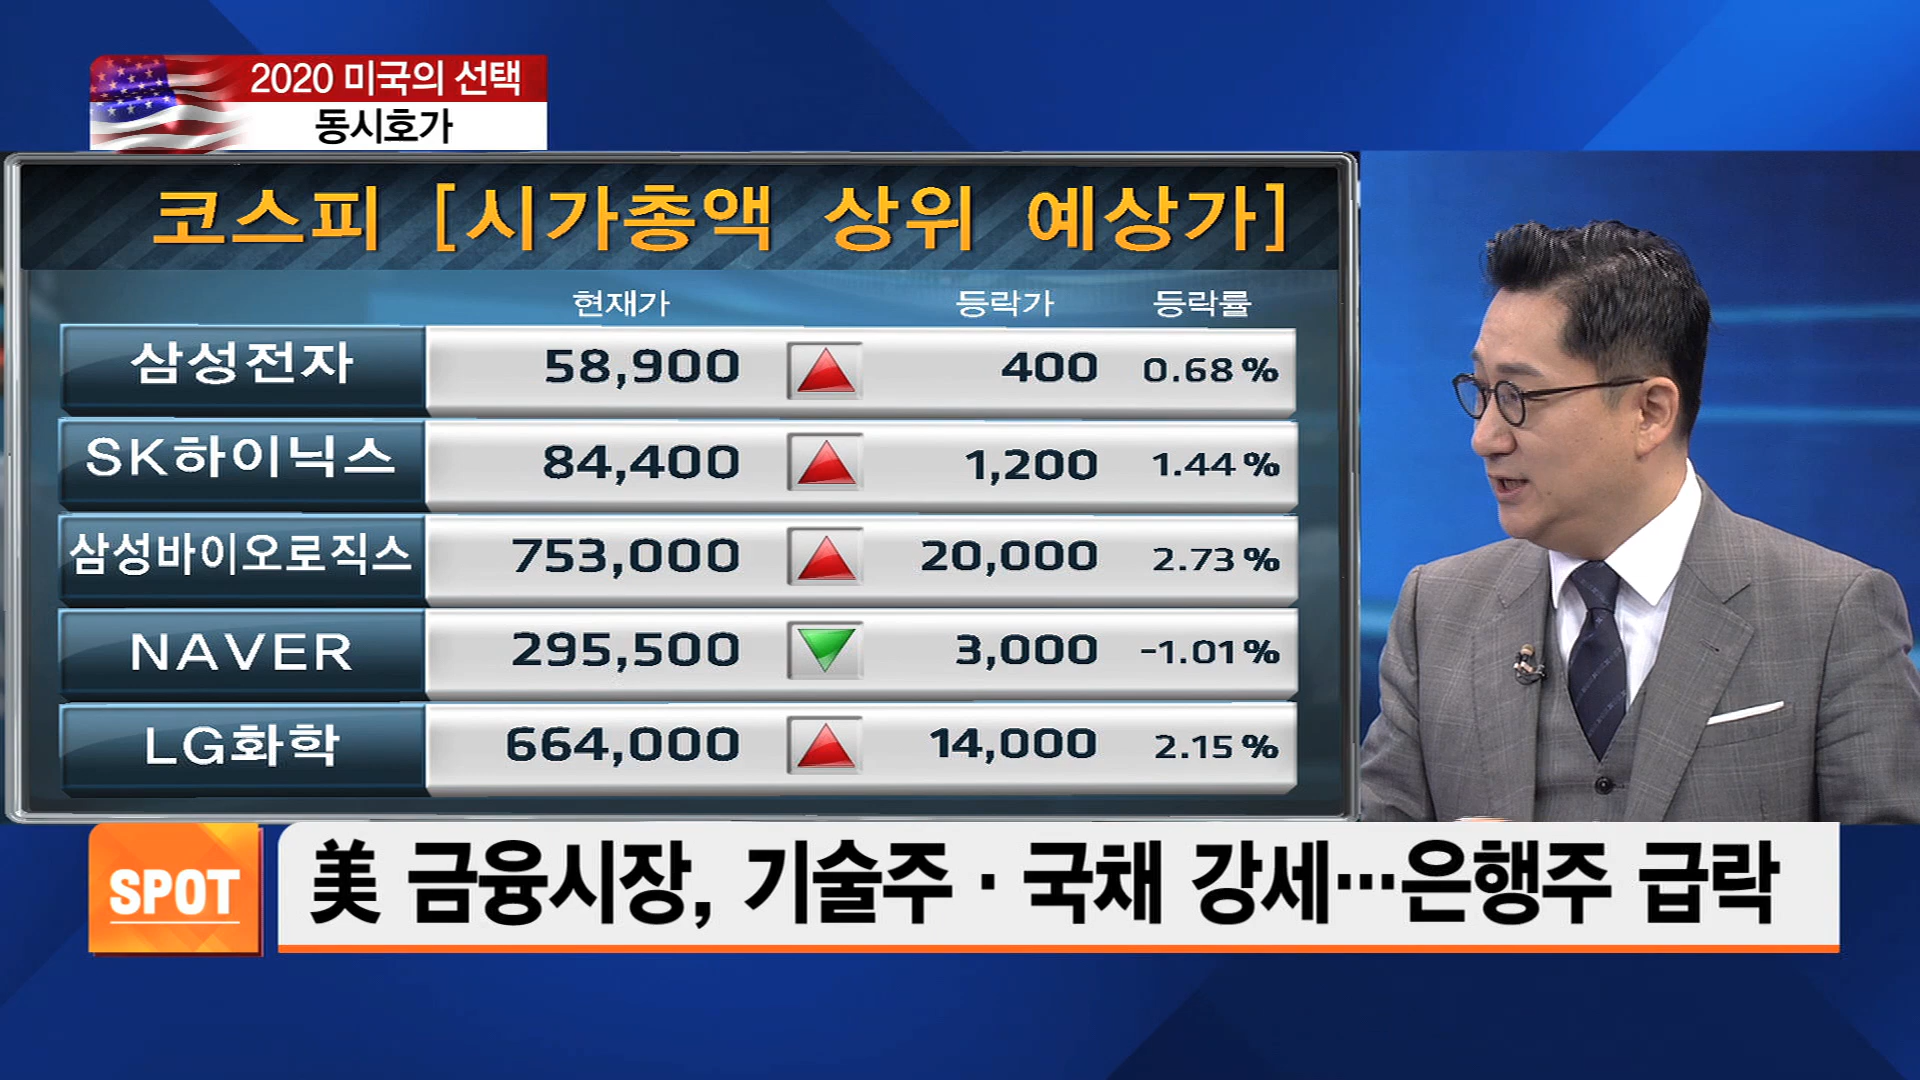 2020 미국의 선택
동시호가
코스피 [시가총액 상위 예상가]
현재가 등락가 등락률
삼성전자 58,900 400 0.68%
SK하이닉스 84,400 1,200 1.44%
삼성바이오로직스 753,000 20,000 2.73%
NAVER 295,500 3,000 -1.01%
LG화학 664,000 14,000 2.15%
SPOT
美 금융시장, 기술주·국채 강세…은행주 급락